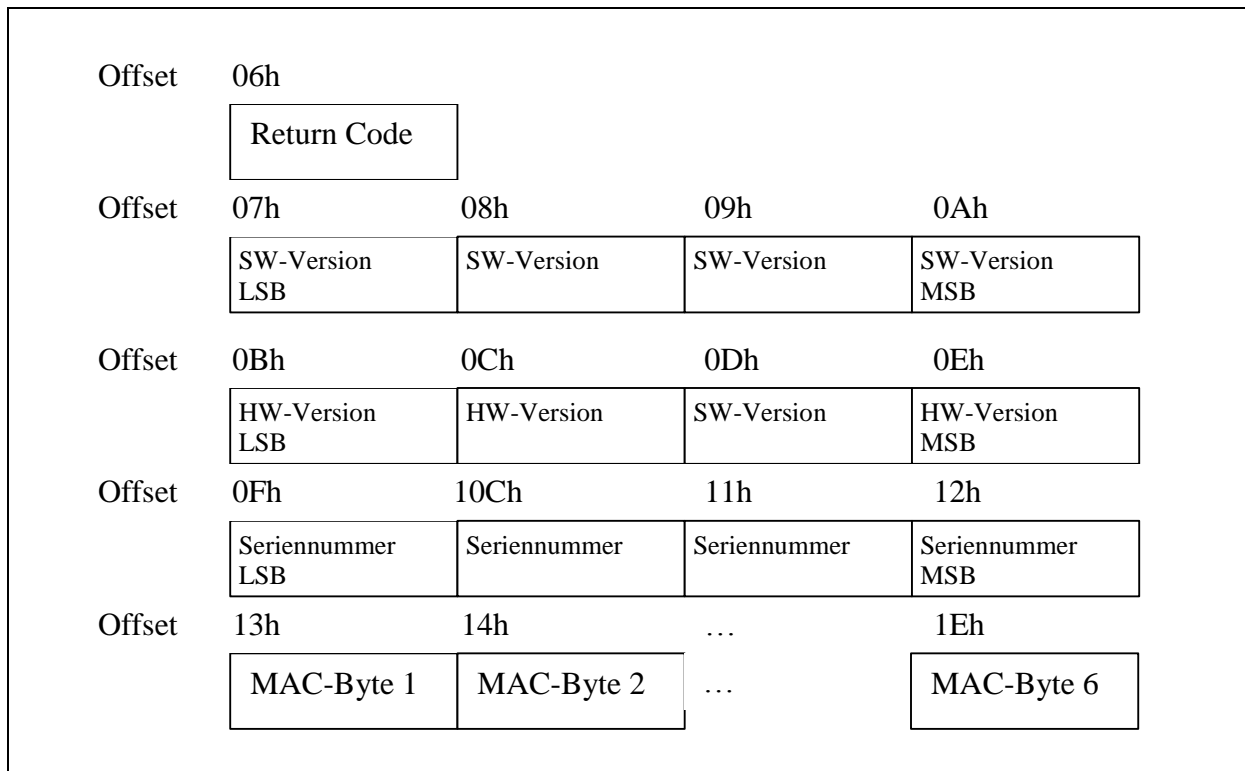 Offset 06h
Return Code
Offset 07h 08h 09h 0Ah
SW-Version SW-Version SW-Version SW-Version
LSB MSB
Offset 0Bh 0Ch 0Dh 0Eh
HW-Version HW-Version SW-Version HW-Version
LSB MSB
Offset 0Fh 10Ch 11h 12h
Seriennummer Seriennummer Seriennummer Seriennummer
LSB MSB
Offset 13h 14h … 1Eh
MAC-Byte 1 MAC-Byte 2 … MAC-Byte 6